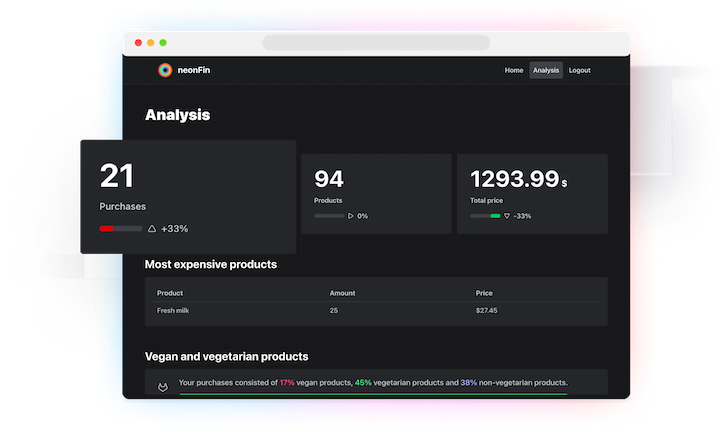 neonFin
Home Analysis Logout
Analysis
21
Purchases
+33%
94
Products
0%
1293.99 $
Total price
-33%
Most expensive products
Product Amount Price
Fresh milk 25 $27.45
Vegan and vegetarian products
Your purchases consisted of 17% vegan products, 45% vegetarian products and 38% non-vegetarian products.